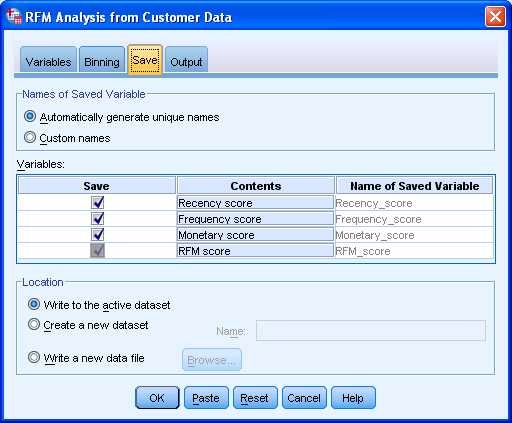 RFM Analysis from Customer Data
Variables Binning Save Output
Names of Saved Variable
Automatically generate unique names
Custom names
Variables:
Save Contents Name of Saved Variable
Recency score Recency_score
Frequency score Frequency_score
Monetary score Monetary_score
RFM score RFM_score
Location
Write to the active dataset
Create a new dataset Name:
Write a new data file Browse...
OK Paste Reset Cancel Help